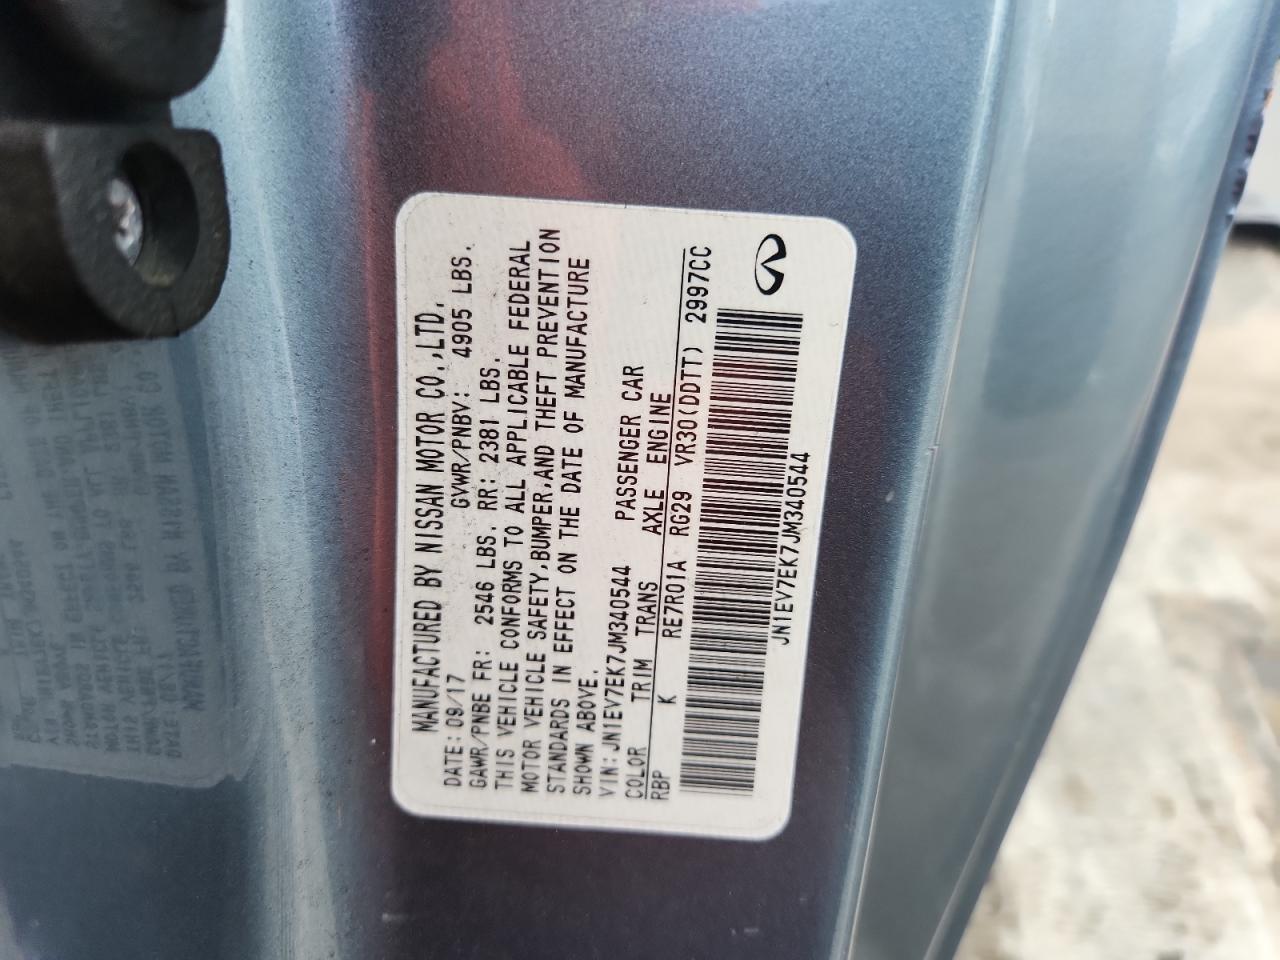 MANUFACTURED BY NISSAN MOTOR CO.,LTD.
DATE: 09/17 GVWR/PNBV: 4905 LBS.
GAWR/PNBE FR: 2546 LBS. RR: 2381 LBS.
THIS VEHICLE CONFORMS TO ALL APPLICABLE FEDERAL
MOTOR VEHICLE SAFETY,BUMPER,AND THEFT PREVENTION
STANDARDS IN EFFECT ON THE DATE OF MANUFACTURE
SHOWN ABOVE.
VIN: JN1EV7EK7JM340544 PASSENGER CAR
COLOR TRIM TRANS AXLE ENGINE
RBP K RE7R01A RG29 VR30(DDTT) 2997CC
JN1EV7EK7JM340544